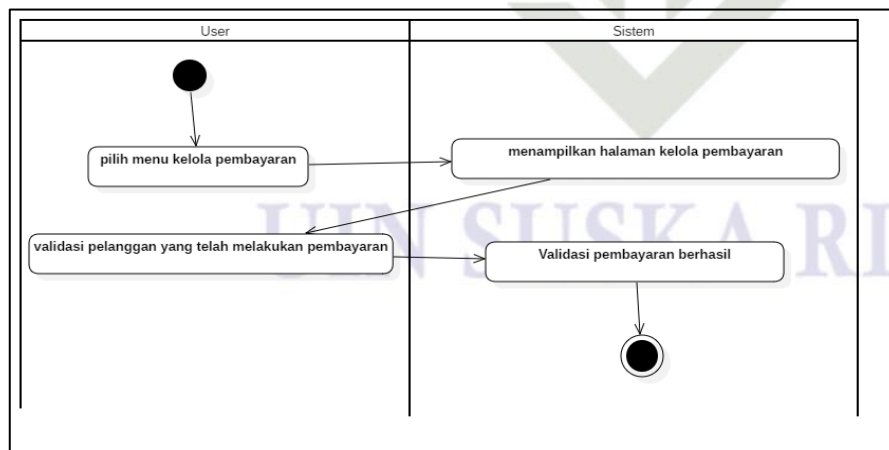 User
Sistem
pilih menu kelola pembayaran
menampilkan halaman kelola pembayaran
validasi pelanggan yang telah melakukan pembayaran
Validasi pembayaran berhasil
UIN SUSKA RI